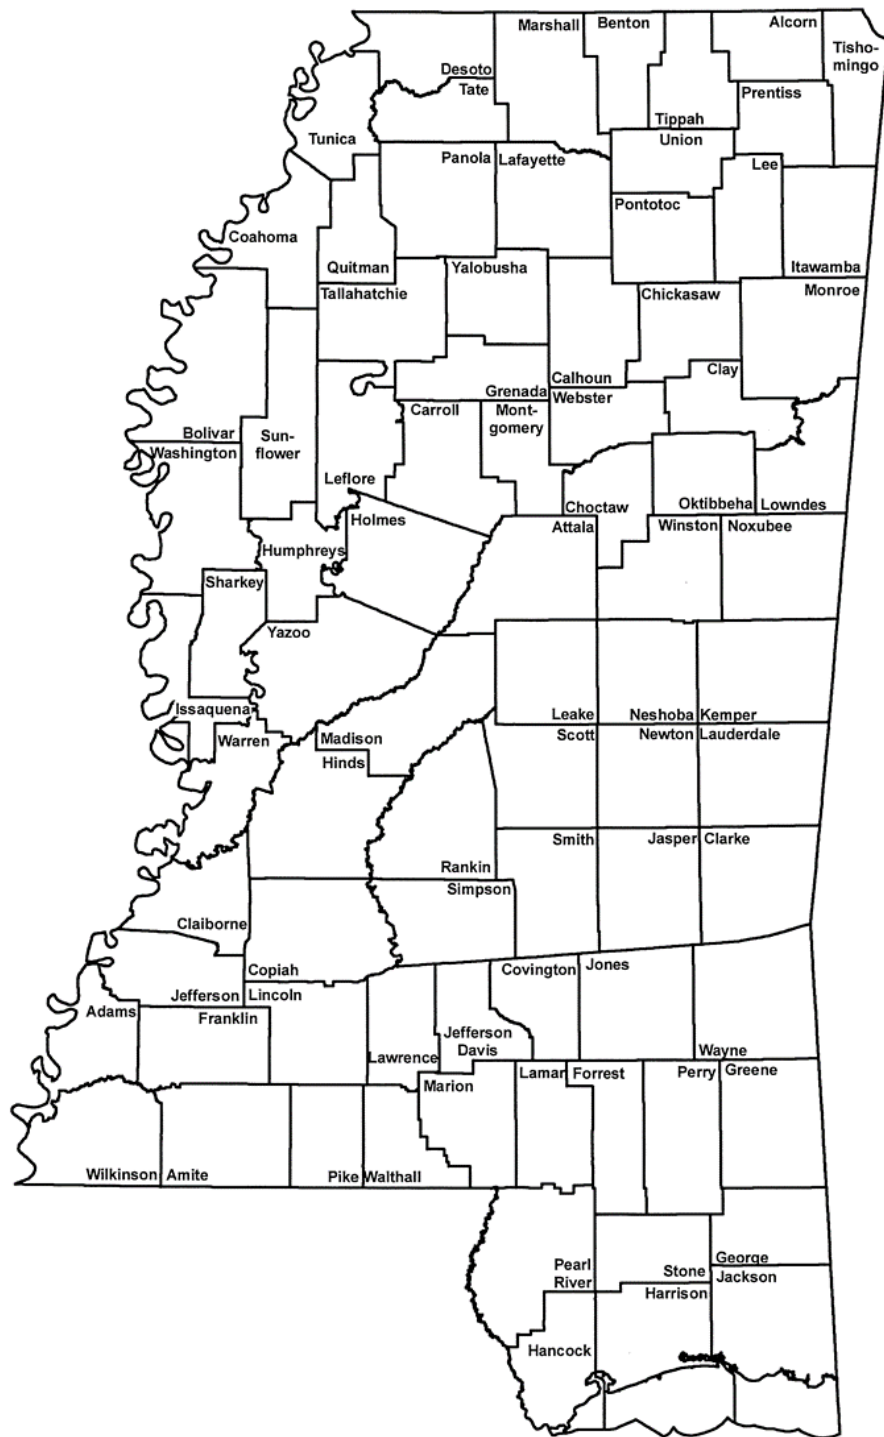 Marshall
Benton
Alcorn
Tisho-
mingo
Desoto
Tate
Prentiss
Tippah
Union
Tunica
Panola
Lafayette
Lee
Pontotoc
Coahoma
Quitman
Yalobusha
Itawamba
Tallahatchie
Chickasaw
Monroe
Clay
Calhoun
Grenada
Webster
Carroll
Mont-
gomery
Bolivar
Sun-
flower
Washington
Leflore
Choctaw
Oktibbeha
Lowndes
Holmes
Attala
Winston
Noxubee
Humphreys
Sharkey
Yazoo
Issaquena
Leake
Neshoba
Kemper
Warren
Madison
Scott
Newton
Lauderdale
Hinds
Rankin
Smith
Jasper
Clarke
Simpson
Claiborne
Copiah
Covington
Jones
Jefferson
Lincoln
Adams
Franklin
Jefferson
Davis
Lawrence
Wayne
Marion
Lamar
Forrest
Perry
Greene
Wilkinson
Amite
Pike
Walthall
George
Pearl
River
Stone
Jackson
Harrison
Hancock